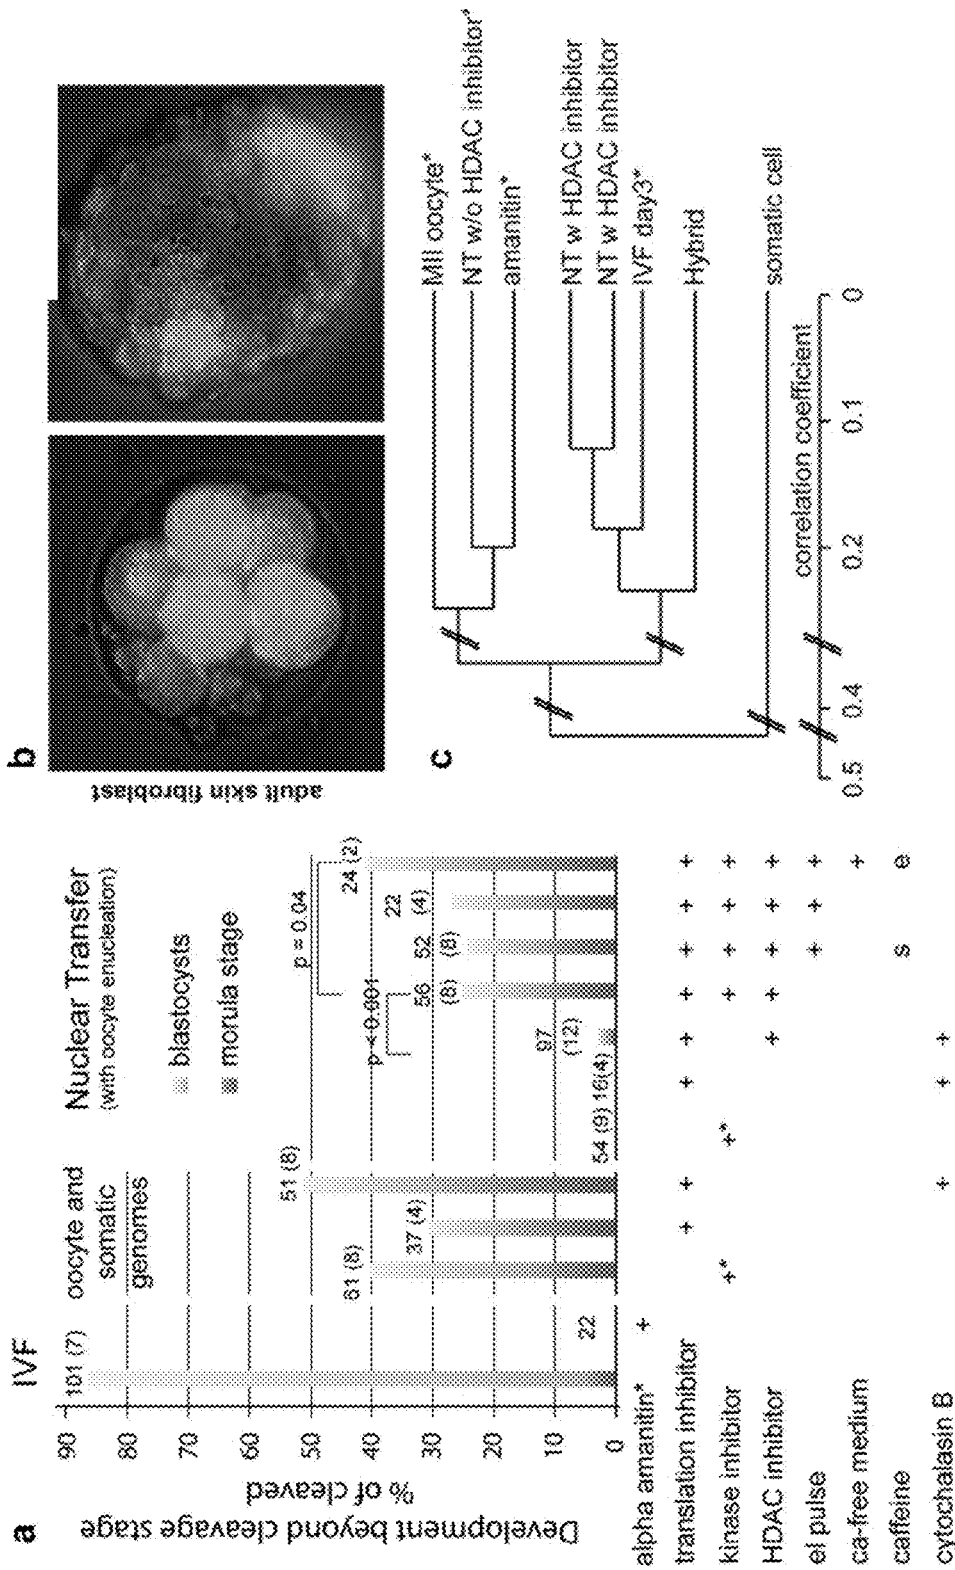 a
IVF
oocyte and
somatic
genomes
Nuclear Transfer
(with oocyte enucleation)
blastocysts
morula stage
Development beyond cleavage stage
% of cleaved
90
80
70
60
50
40
30
20
10
0
101 (7)
22
61 (8)
37 (4)
51 (8)
54 (9) 16(4)
97
(12)
56
(8)
52
(8)
22
(4)
24 (2)
p < 0.001
p = 0.04
alpha amanitin* +
translation inhibitor + + + + + + + +
kinase inhibitor +* +* + + + +
HDAC inhibitor + + + + +
el pulse + + +
ca-free medium +
caffeine s e
cytochalasin B + + +
b
adult skin fibroblast
c
MII oocyte*
NT w/o HDAC inhibitor*
amanitin*
NT w HDAC inhibitor
NT w HDAC inhibitor
IVF day3*
Hybrid
somatic cell
correlation coefficient
0.5 0.4 0.2 0.1 0